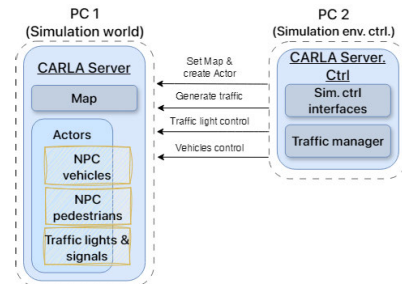 PC 1
(Simulation world)
CARLA Server
Map
Actors
NPC
vehicles
NPC
pedestrians
Traffic lights &
signals
Set Map &
create Actor
Generate traffic
Traffic light control
Vehicles control
PC 2
(Simulation env. ctrl.)
CARLA Server.
Ctrl
Sim. ctrl
interfaces
Traffic manager